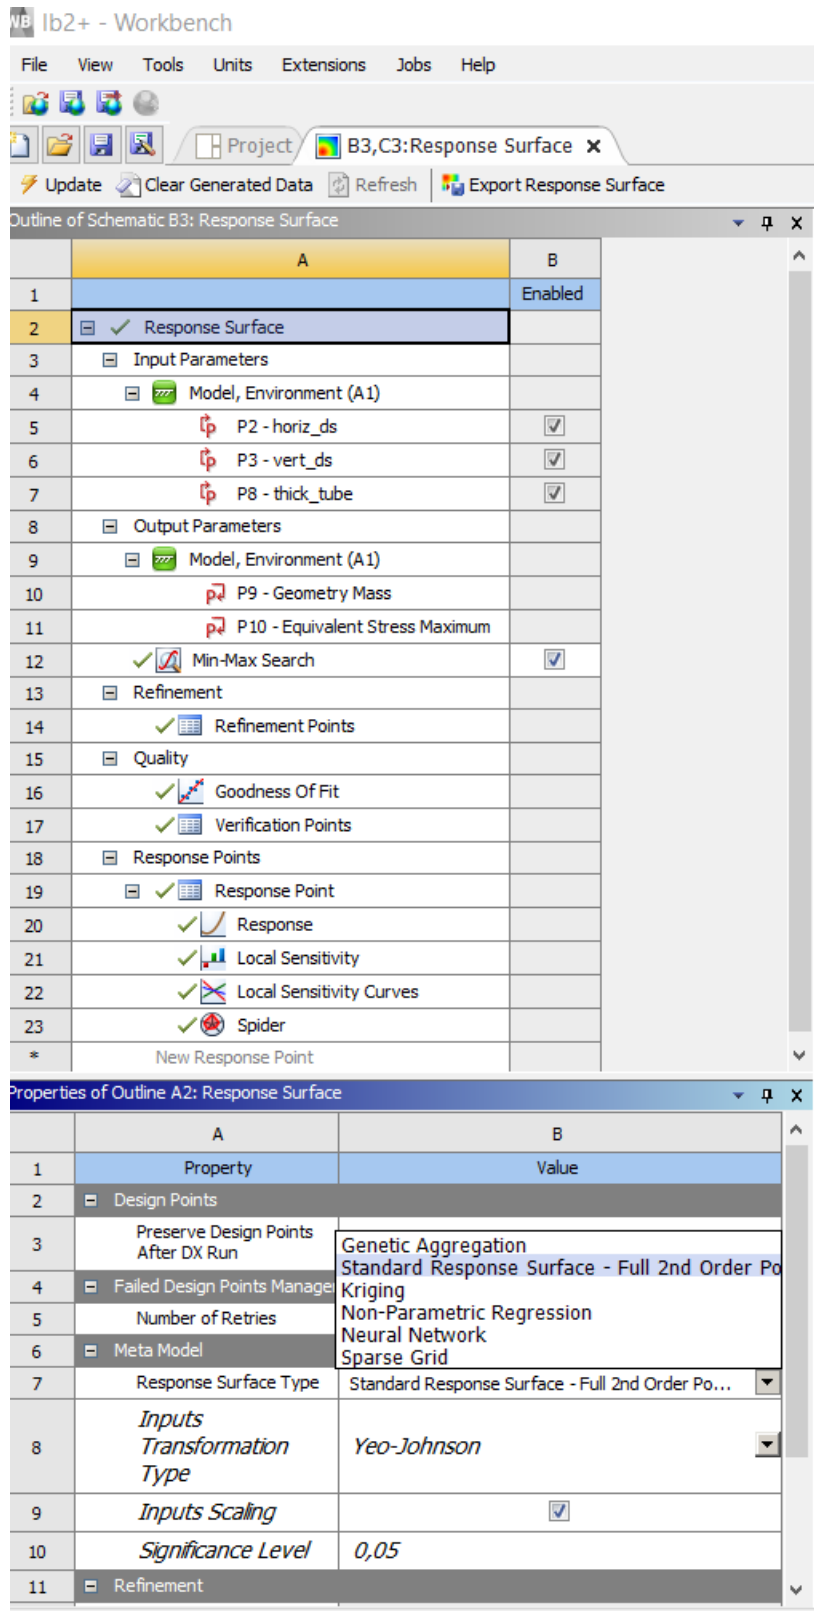 WB Ib2+ - Workbench
File View Tools Units Extensions Jobs Help
Project B3,C3:Response Surface
Update Clear Generated Data Refresh Export Response Surface
Outline of Schematic B3: Response Surface
A B
1 Enabled
2 Response Surface
3 Input Parameters
4 Model, Environment (A1)
5 P2 - horiz_ds
6 P3 - vert_ds
7 P8 - thick_tube
8 Output Parameters
9 Model, Environment (A1)
10 P9 - Geometry Mass
11 P10 - Equivalent Stress Maximum
12 Min-Max Search
13 Refinement
14 Refinement Points
15 Quality
16 Goodness Of Fit
17 Verification Points
18 Response Points
19 Response Point
20 Response
21 Local Sensitivity
22 Local Sensitivity Curves
23 Spider
* New Response Point
Properties of Outline A2: Response Surface
A B
1 Property Value
2 Design Points
3 Preserve Design Points
After DX Run
Genetic Aggregation
Standard Response Surface - Full 2nd Order Po
Kriging
Non-Parametric Regression
Neural Network
Sparse Grid
4 Failed Design Points Manage
5 Number of Retries
6 Meta Model
7 Response Surface Type Standard Response Surface - Full 2nd Order Po...
8 Inputs
Transformation
Type
Yeo-Johnson
9 Inputs Scaling
10 Significance Level 0,05
11 Refinement